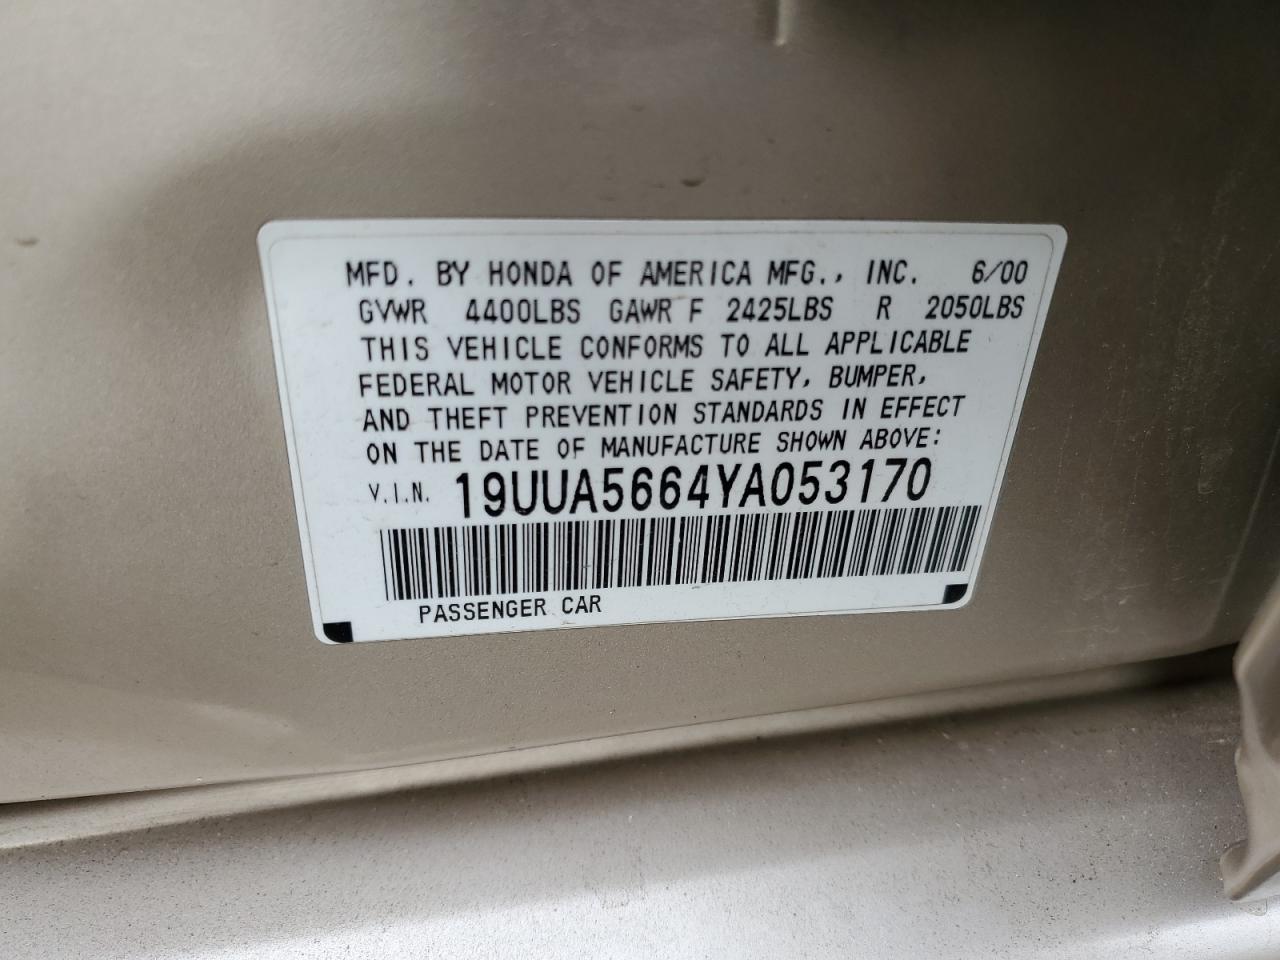 MFD. BY HONDA OF AMERICA MFG., INC. 6/00
GVWR 4400LBS GAWR F 2425LBS R 2050LBS
THIS VEHICLE CONFORMS TO ALL APPLICABLE
FEDERAL MOTOR VEHICLE SAFETY, BUMPER,
AND THEFT PREVENTION STANDARDS IN EFFECT
ON THE DATE OF MANUFACTURE SHOWN ABOVE:
V.I.N. 19UUA5664YA053170
PASSENGER CAR